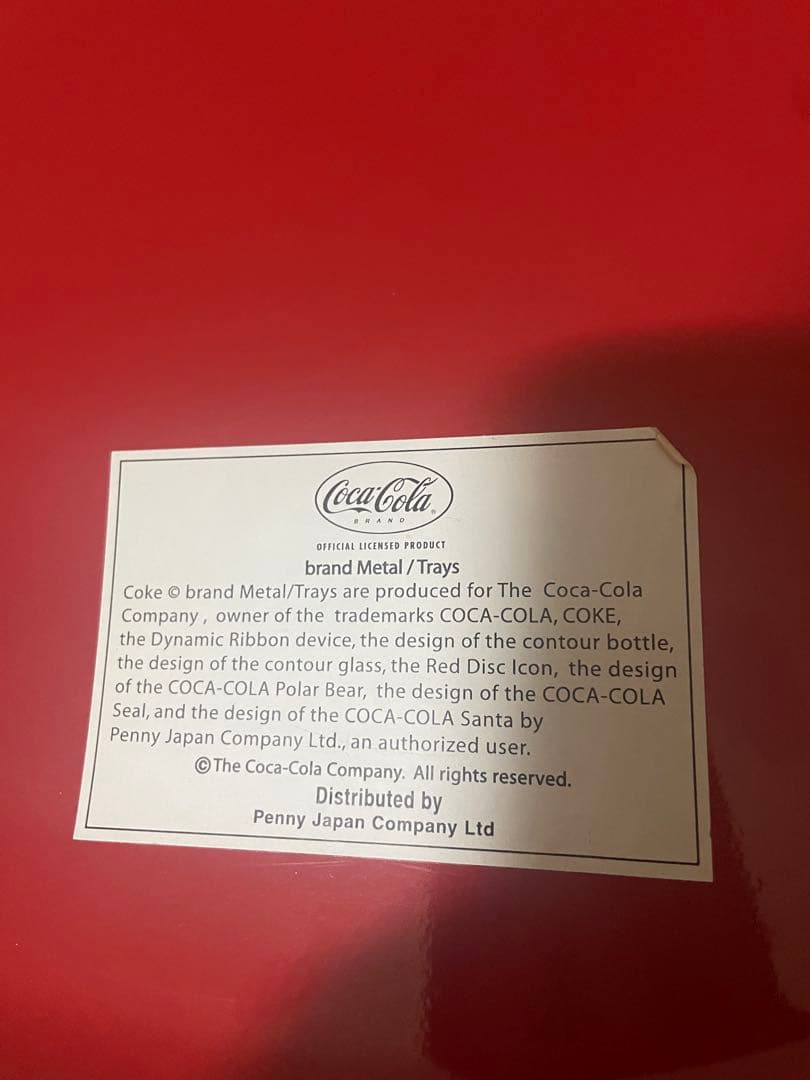 Coca-Cola®
BRAND
OFFICIAL LICENSED PRODUCT
brand Metal / Trays
Coke © brand Metal/Trays are produced for The Coca-Cola
Company , owner of the trademarks COCA-COLA, COKE,
the Dynamic Ribbon device, the design of the contour bottle,
the design of the contour glass, the Red Disc Icon, the design
of the COCA-COLA Polar Bear, the design of the COCA-COLA
Seal, and the design of the COCA-COLA Santa by
Penny Japan Company Ltd., an authorized user.
©The Coca-Cola Company. All rights reserved.
Distributed by
Penny Japan Company Ltd